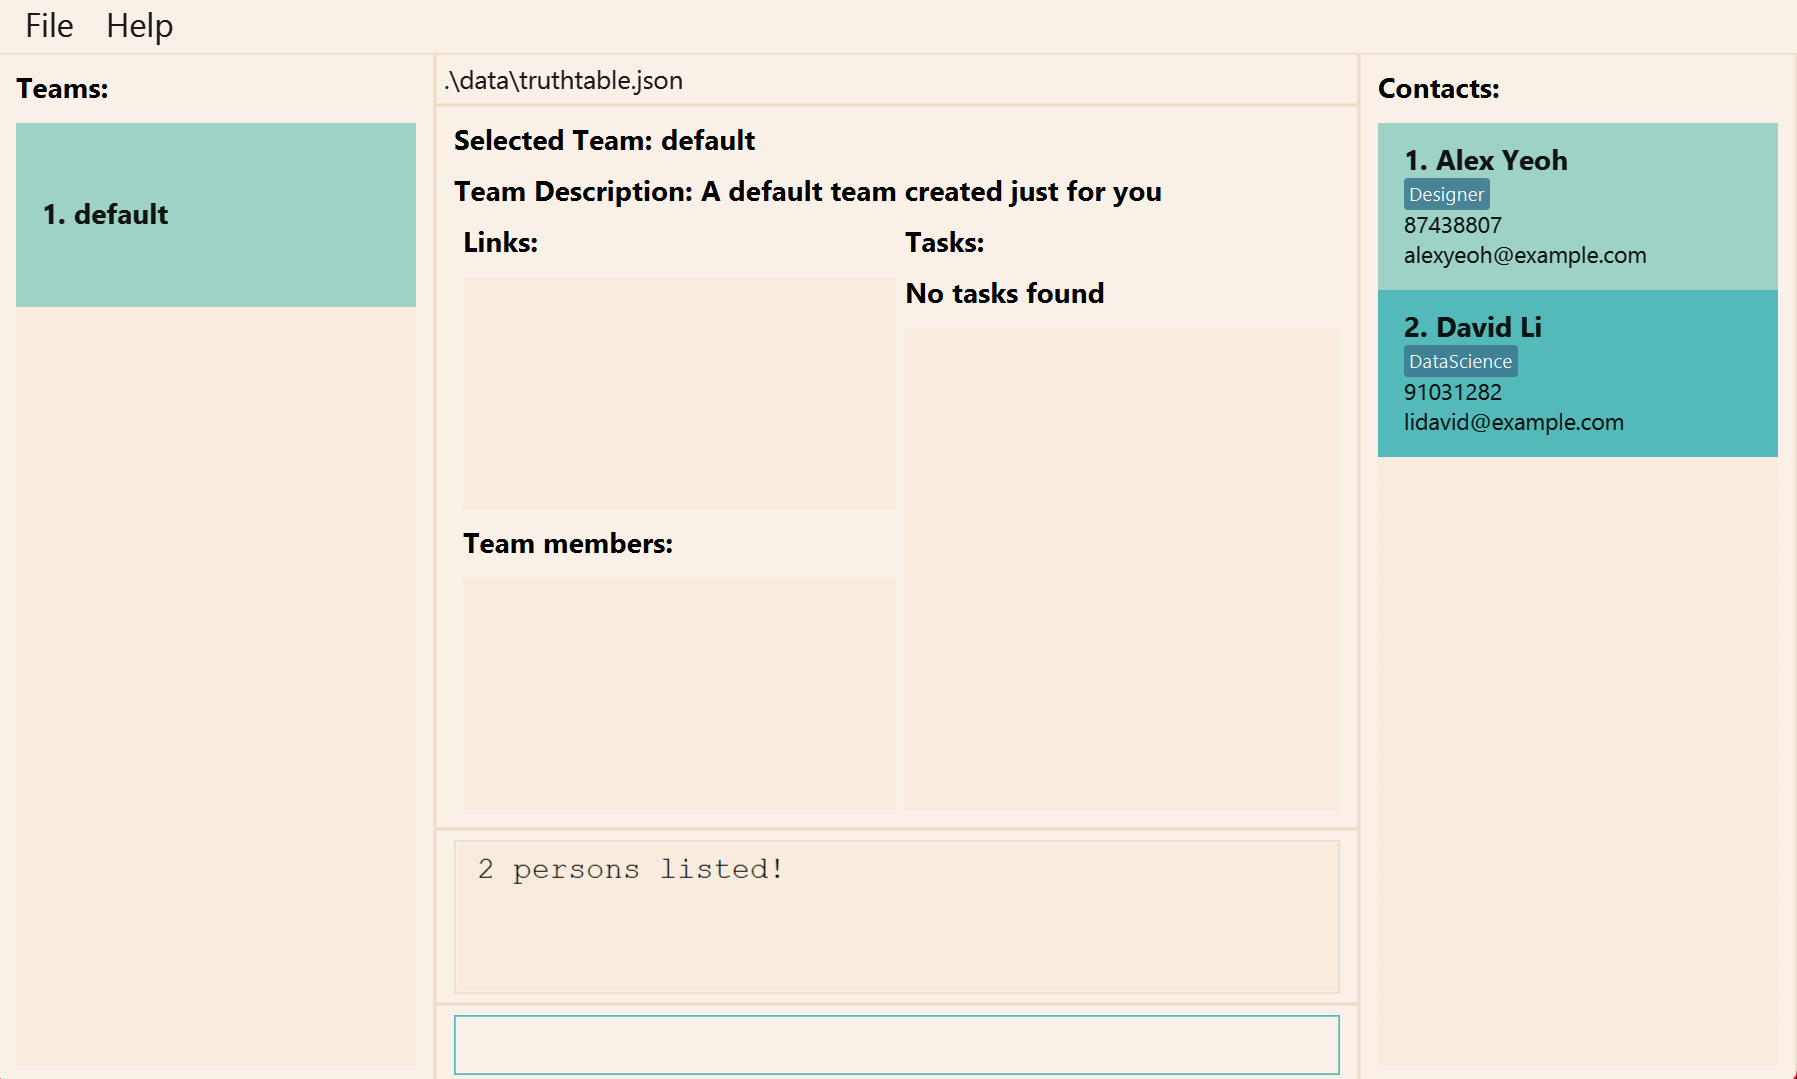 File Help
Teams:
1. default
.\data\truthtable.json
Selected Team: default
Team Description: A default team created just for you
Links:
Tasks:
No tasks found
Team members:
2 persons listed!
Contacts:
1. Alex Yeoh
Designer
87438807
alexyeoh@example.com
2. David Li
DataScience
91031282
lidavid@example.com